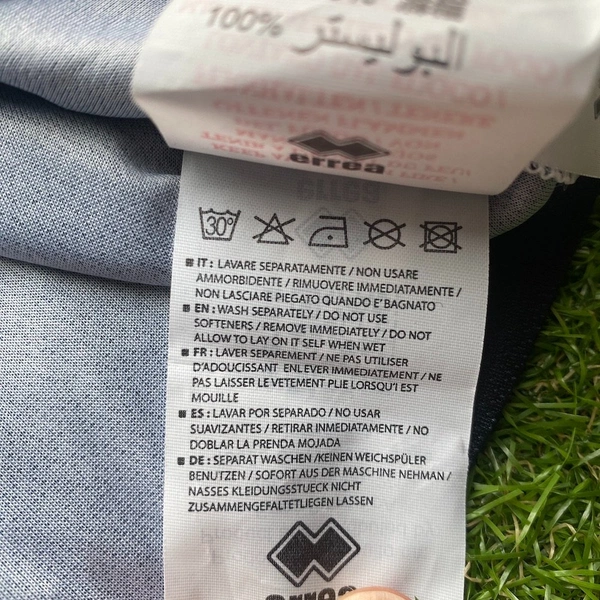 100% البوليستر
errea
30°
IT: LAVARE SEPARATAMENTE / NON USARE
AMMORBIDENTE / RIMUOVERE IMMEDIATAMENTE /
NON LASCIARE PIEGATO QUANDO E' BAGNATO
EN: WASH SEPARATELY / DO NOT USE
SOFTENERS / REMOVE IMMEDIATELY / DO NOT
ALLOW TO LAY ON IT SELF WHEN WET
FR: LAVER SEPAREMENT / NE PAS UTILISER
D'ADOUCISSANT ENLEVER IMMEDIATEMENT / NE
PAS LAISSER LE VETEMENT PLIE LORSQU'I EST
MOUILLE
ES: LAVAR POR SEPARADO / NO USAR
SUAVIZANTES / RETIRAR INMEDIATAMENTE / NO
DOBLAR LA PRENDA MOJADA
DE: SEPARAT WASCHEN /KEINEN WEICHSPÜLER
BENUTZEN / SOFORT AUS DER MASCHINE NEHMAN /
NASSES KLEIDUNGSSTUECK NICHT
ZUSAMMENGEFALTETLIEGEN LASSEN
errea